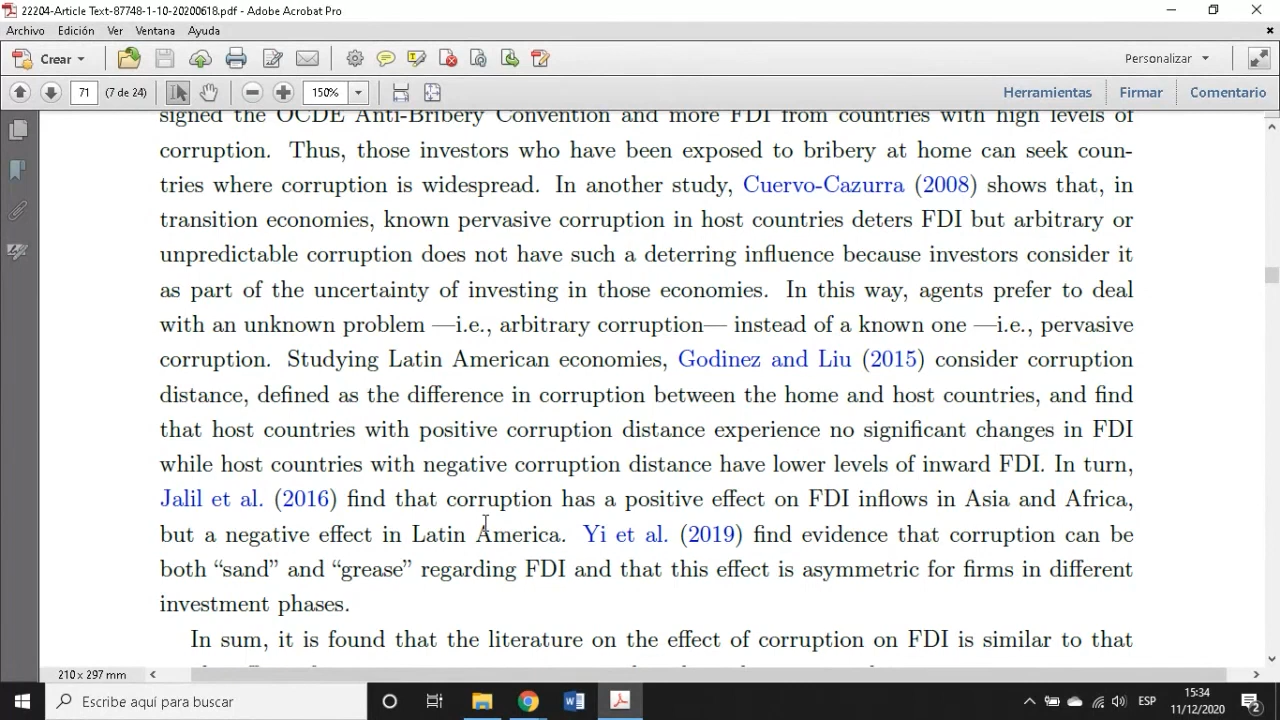 22204-Article Text-87748-1-10-20200618.pdf - Adobe Acrobat Pro
Archivo Edición Ver Ventana Ayuda
Crear Personalizar
71 (7 de 24) 150% Herramientas Firmar Comentario
signed the OCDE Anti-Bribery Convention and more FDI from countries with high levels of
corruption. Thus, those investors who have been exposed to bribery at home can seek coun-
tries where corruption is widespread. In another study, Cuervo-Cazurra (2008) shows that, in
transition economies, known pervasive corruption in host countries deters FDI but arbitrary or
unpredictable corruption does not have such a deterring influence because investors consider it
as part of the uncertainty of investing in those economies. In this way, agents prefer to deal
with an unknown problem —i.e., arbitrary corruption— instead of a known one —i.e., pervasive
corruption. Studying Latin American economies, Godinez and Liu (2015) consider corruption
distance, defined as the difference in corruption between the home and host countries, and find
that host countries with positive corruption distance experience no significant changes in FDI
while host countries with negative corruption distance have lower levels of inward FDI. In turn,
Jalil et al. (2016) find that corruption has a positive effect on FDI inflows in Asia and Africa,
but a negative effect in Latin America. Yi et al. (2019) find evidence that corruption can be
both “sand” and “grease” regarding FDI and that this effect is asymmetric for firms in different
investment phases.
In sum, it is found that the literature on the effect of corruption on FDI is similar to that
210 x 297 mm
Escribe aquí para buscar
ESP
15:34
11/12/2020
2